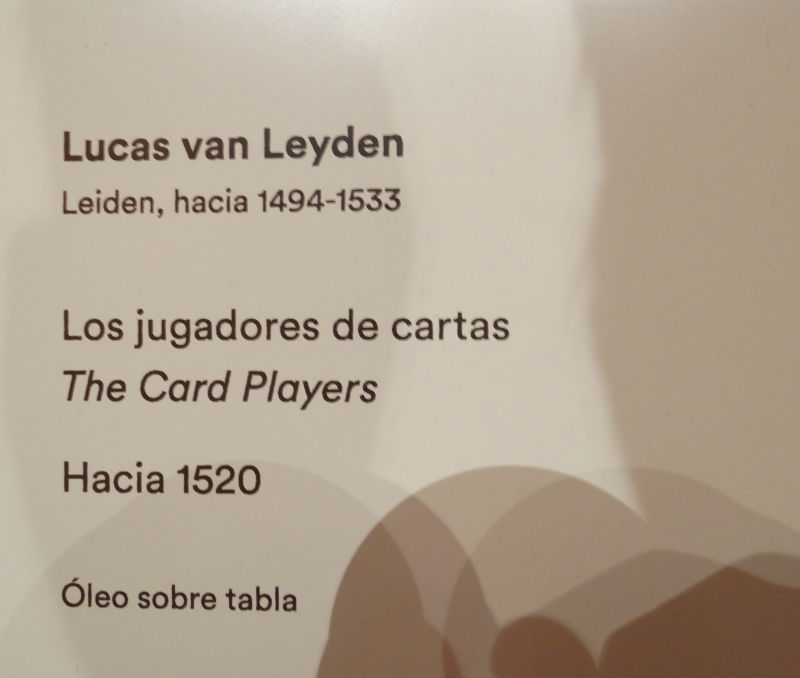 Lucas van Leyden
Leiden, hacia 1494-1533
Los jugadores de cartas
The Card Players
Hacia 1520
Óleo sobre tabla